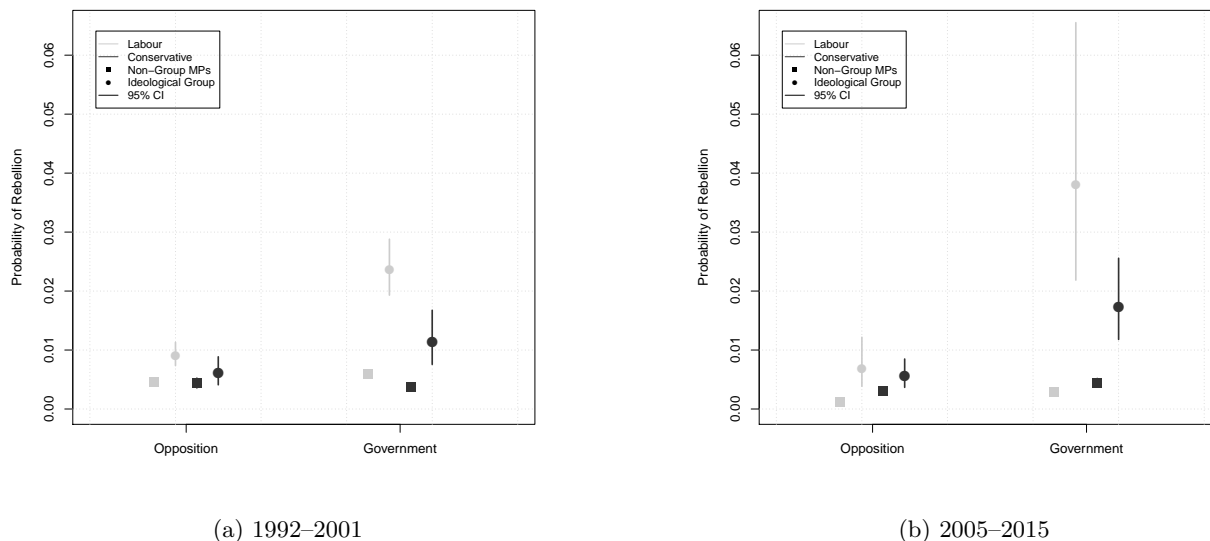 Probability of Rebellion
0.06
0.05
0.04
0.03
0.02
0.01
0.00
Labour
Conservative
Non−Group MPs
Ideological Group
95% CI
Opposition
Government
(a) 1992–2001
Probability of Rebellion
0.06
0.05
0.04
0.03
0.02
0.01
0.00
Labour
Conservative
Non−Group MPs
Ideological Group
95% CI
Opposition
Government
(b) 2005–2015